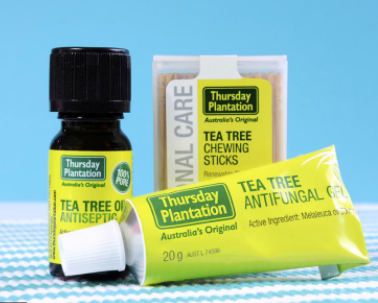 Thursday
Plantation
Australia's Original
100%
PURE
TEA TREE
ANTISEPTIC
NAL CARE
Thursday
Plantation
Australia's Original
TEA TREE
CHEWING
STICKS
Thursday
Plantation
Australia's Original
20 g
TEA TREE
ANTIFUNGAL GEL
Active Ingredient: Melaleuca